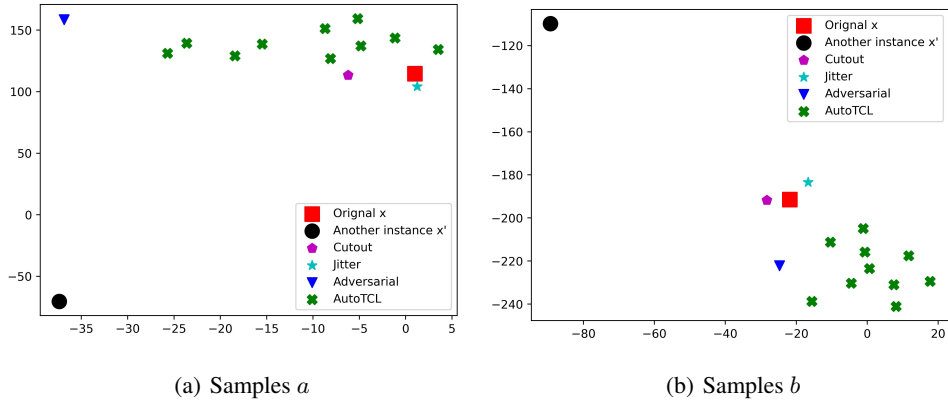 150
100
50
0
−50
−35
−30
−25
−20
−15
−10
−5
0
5
Orignal x
Another instance x'
Cutout
Jitter
Adversarial
AutoTCL
(a) Samples a
−120
−140
−160
−180
−200
−220
−240
−80
−60
−40
−20
0
20
Orignal x
Another instance x'
Cutout
Jitter
Adversarial
AutoTCL
(b) Samples b